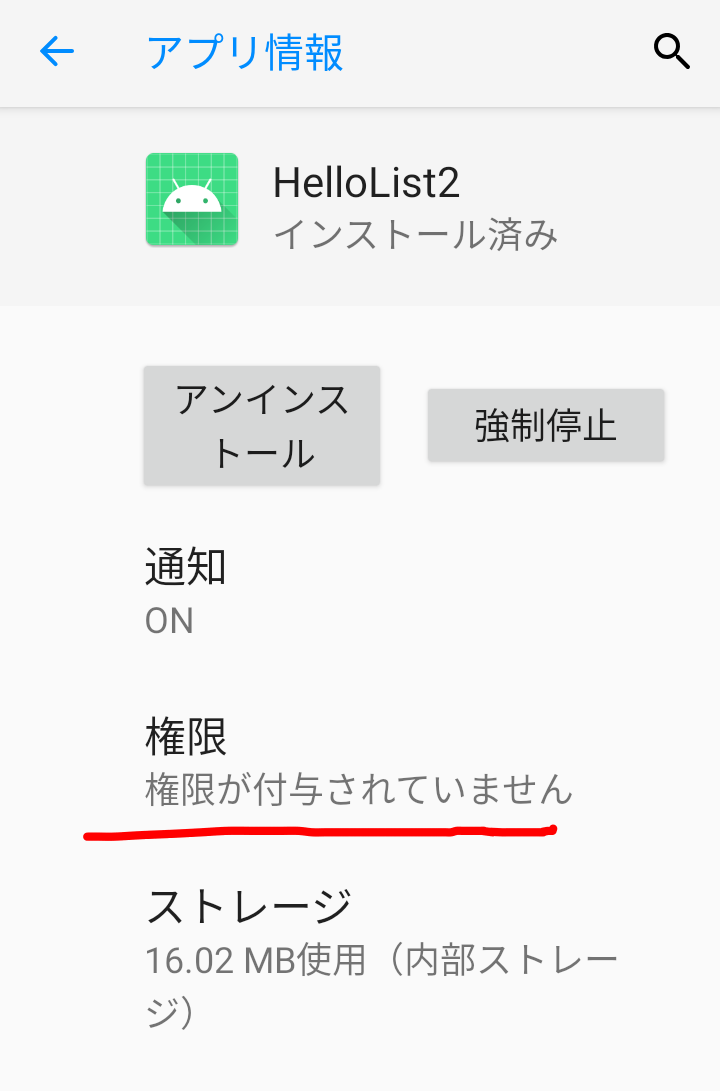 アプリ情報
HelloList2
インストール済み
アンインス
トール
強制停止
通知
ON
権限
権限が付与されていません
ストレージ
16.02 MB使用（内部ストレー
ジ）